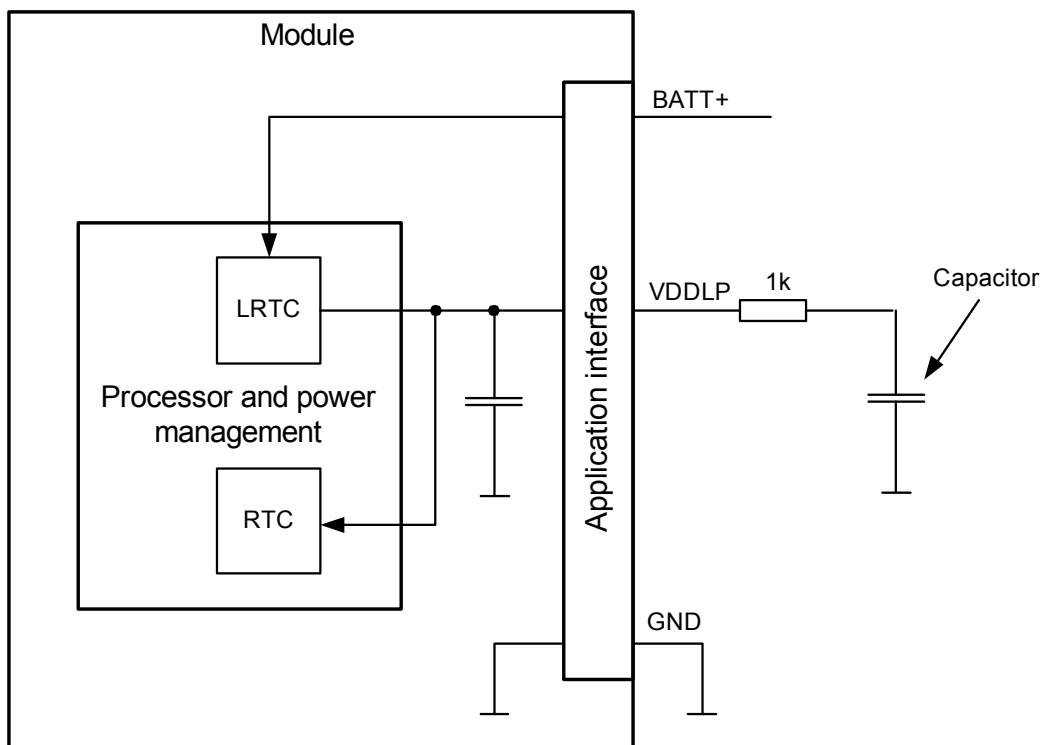 Module
BATT+
LRTC
VDDLP
1k
Capacitor
Processor and power
management
Application interface
RTC
GND